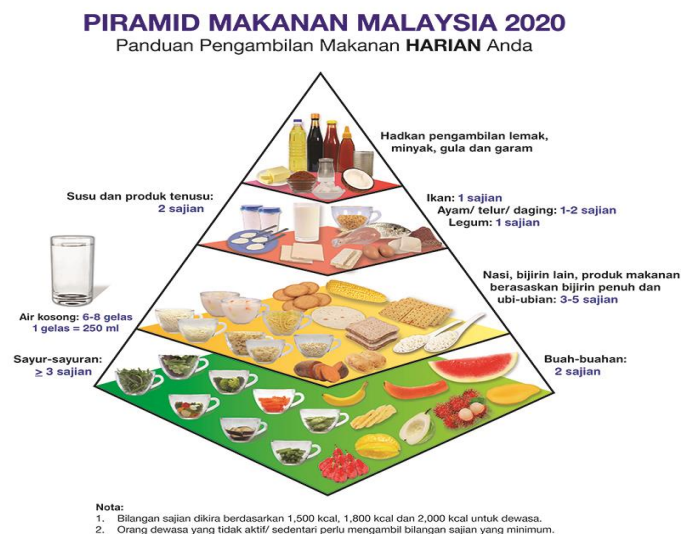 PIRAMID MAKANAN MALAYSIA 2020
Panduan Pengambilan Makanan HARIAN Anda
Hadkan pengambilan lemak,
minyak, gula dan garam
Susu dan produk tenusu:
2 sajian
Ikan: 1 sajian
Ayam/ telur/ daging: 1-2 sajian
Legum: 1 sajian
Nasi, bijirin lain, produk makanan
berasaskan bijirin penuh dan
ubi-ubian: 3-5 sajian
Air kosong: 6-8 gelas
1 gelas = 250 ml
Sayur-sayuran:
≥ 3 sajian
Buah-buahan:
2 sajian
Nota:
1. Bilangan sajian dikira berdasarkan 1,500 kcal, 1,800 kcal dan 2,000 kcal untuk dewasa.
2. Orang dewasa yang tidak aktif/ sedentari perlu mengambil bilangan sajian yang minimum.